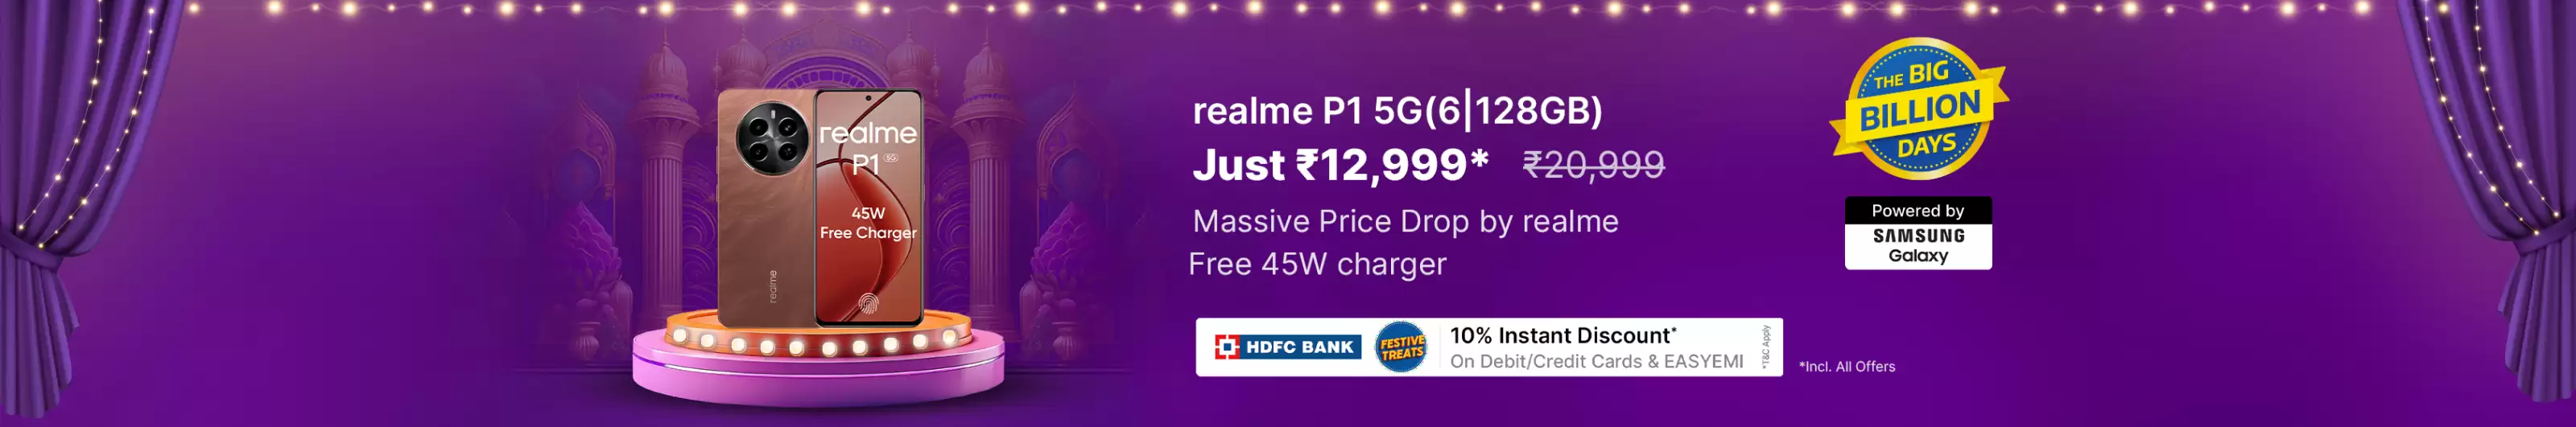 realme
P1 5G
45W
Free Charger
realme
realme P1 5G(6|128GB)
Just ₹12,999* ₹20,999
Massive Price Drop by realme
Free 45W charger
HDFC BANK
FESTIVE
TREATS
10% Instant Discount*
On Debit/Credit Cards & EASYEMI
*T&C Apply
*Incl. All Offers
THE BIG
BILLION
DAYS
Powered by
SAMSUNG
Galaxy